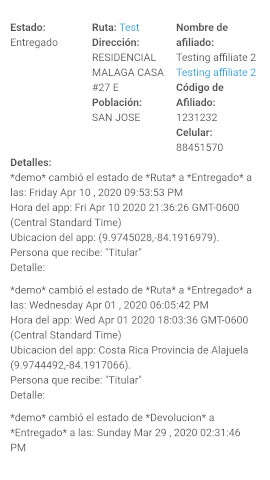 Estado:
Entregado
Ruta: Test
Dirección:
RESIDENCIAL
MALAGA CASA
#27 E
Población:
SAN JOSE
Nombre de
afiliado:
Testing affiliate 2
Testing affiliate 2
Código de
Afiliado:
1231232
Celular:
88451570
Detalles:
*demo* cambió el estado de *Ruta* a *Entregado* a
las: Friday Apr 10 , 2020 09:53:53 PM
Hora del app: Fri Apr 10 2020 21:36:26 GMT-0600
(Central Standard Time)
Ubicacion del app: (9.9745028,-84.1916979).
Persona que recibe: "Titular"
Detalle:
*demo* cambió el estado de *Ruta* a *Entregado* a
las: Wednesday Apr 01 , 2020 06:05:42 PM
Hora del app: Wed Apr 01 2020 18:03:36 GMT-0600
(Central Standard Time)
Ubicacion del app: Costa Rica Provincia de Alajuela
(9.9744492,-84.1917066).
Persona que recibe: "Titular"
Detalle:
*demo* cambió el estado de *Devolucion* a
*Entregado* a las: Sunday Mar 29 , 2020 02:31:46
PM